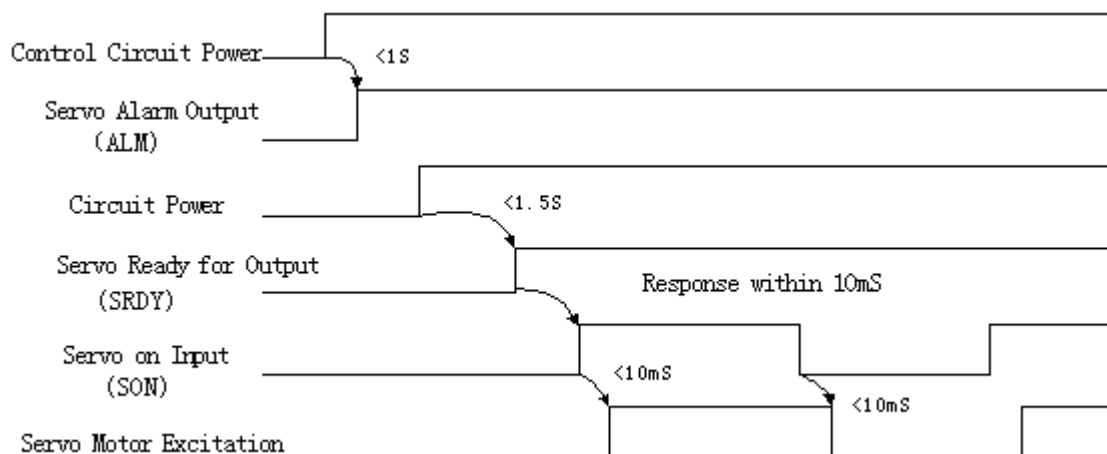 Control Circuit Power
<1S
Servo Alarm Output
(ALM)
Circuit Power
<1.5S
Servo Ready for Output
(SRDY)
Response within 10mS
Servo on Input
(SON)
<10mS
<10mS
Servo Motor Excitation